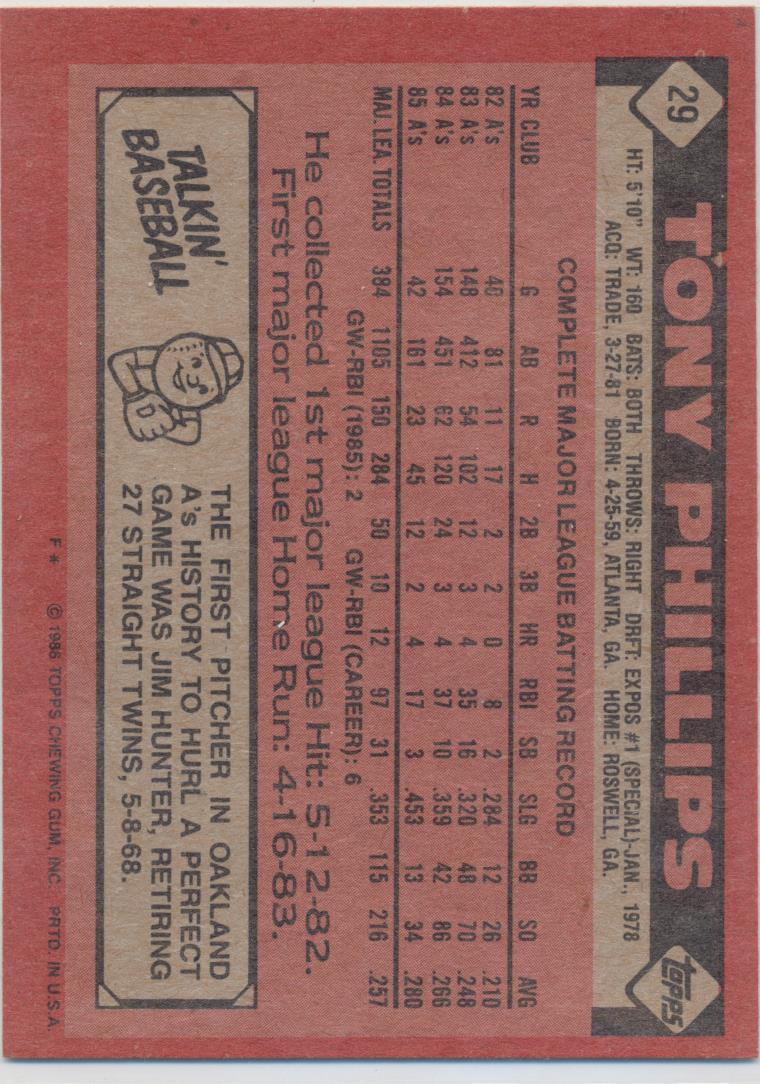 29
TONY PHILLIPS
topps
HT: 5'10" WT: 160 BATS: BOTH THROWS: RIGHT DRFT: EXPOS #1 (SPECIAL)-JAN., 1978
ACQ: TRADE, 3-27-81 BORN: 4-25-59, ATLANTA, GA. HOME: ROSWELL, GA.
COMPLETE MAJOR LEAGUE BATTING RECORD
YR CLUB G AB R H 2B 3B HR RBI SB SLG BB SO AVG
82 A's 40 81 11 17 2 2 0 8 2 .284 12 26 .210
83 A's 148 412 54 102 12 3 4 35 16 .320 48 70 .248
84 A's 154 451 62 120 24 3 4 37 10 .359 42 86 .266
85 A's 42 161 23 45 12 2 4 17 3 .453 13 34 .280
MAJ. LEA. TOTALS 384 1105 150 284 50 10 12 97 31 .353 115 216 .257
GW-RBI (1985): 2 GW-RBI (CAREER): 6
He collected 1st major league Hit: 5-12-82.
First major league Home Run: 4-16-83.
TALKIN'
BASEBALL
THE FIRST PITCHER IN OAKLAND
A's HISTORY TO HURL A PERFECT
GAME WAS JIM HUNTER, RETIRING
27 STRAIGHT TWINS, 5-8-68.
F* © 1986 TOPPS CHEWING GUM, INC. PRTD. IN U.S.A.